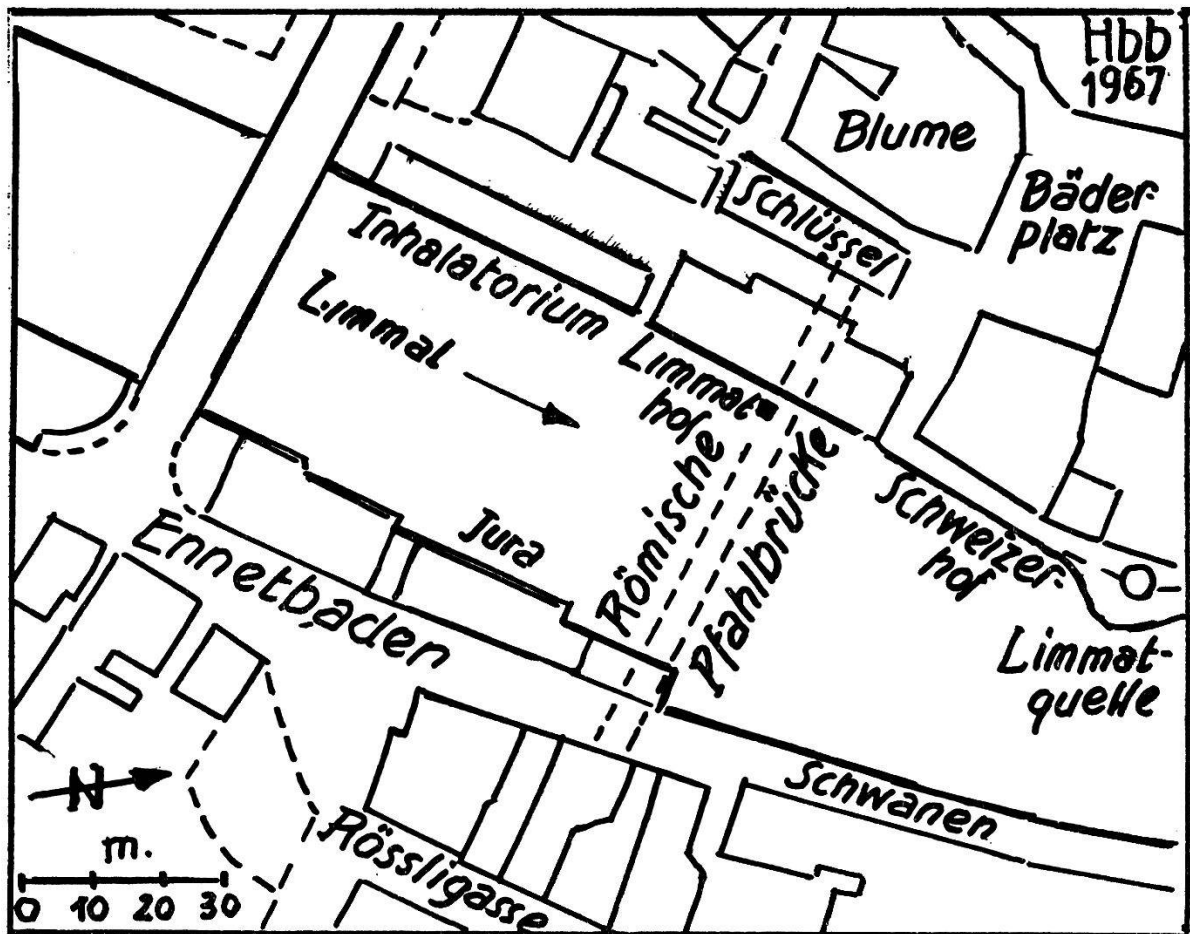 Hbb
1967
Blume
Bäder-
platz
Schlüssel
Inhalatorium
Limmal
Limmat-
hof
Römische
Pfahlbrücke
Schweizer-
hof
Jura
Ennetbaden
Limmat-
quelle
Schwanen
N
m.
0 10 20 30
Rössligasse